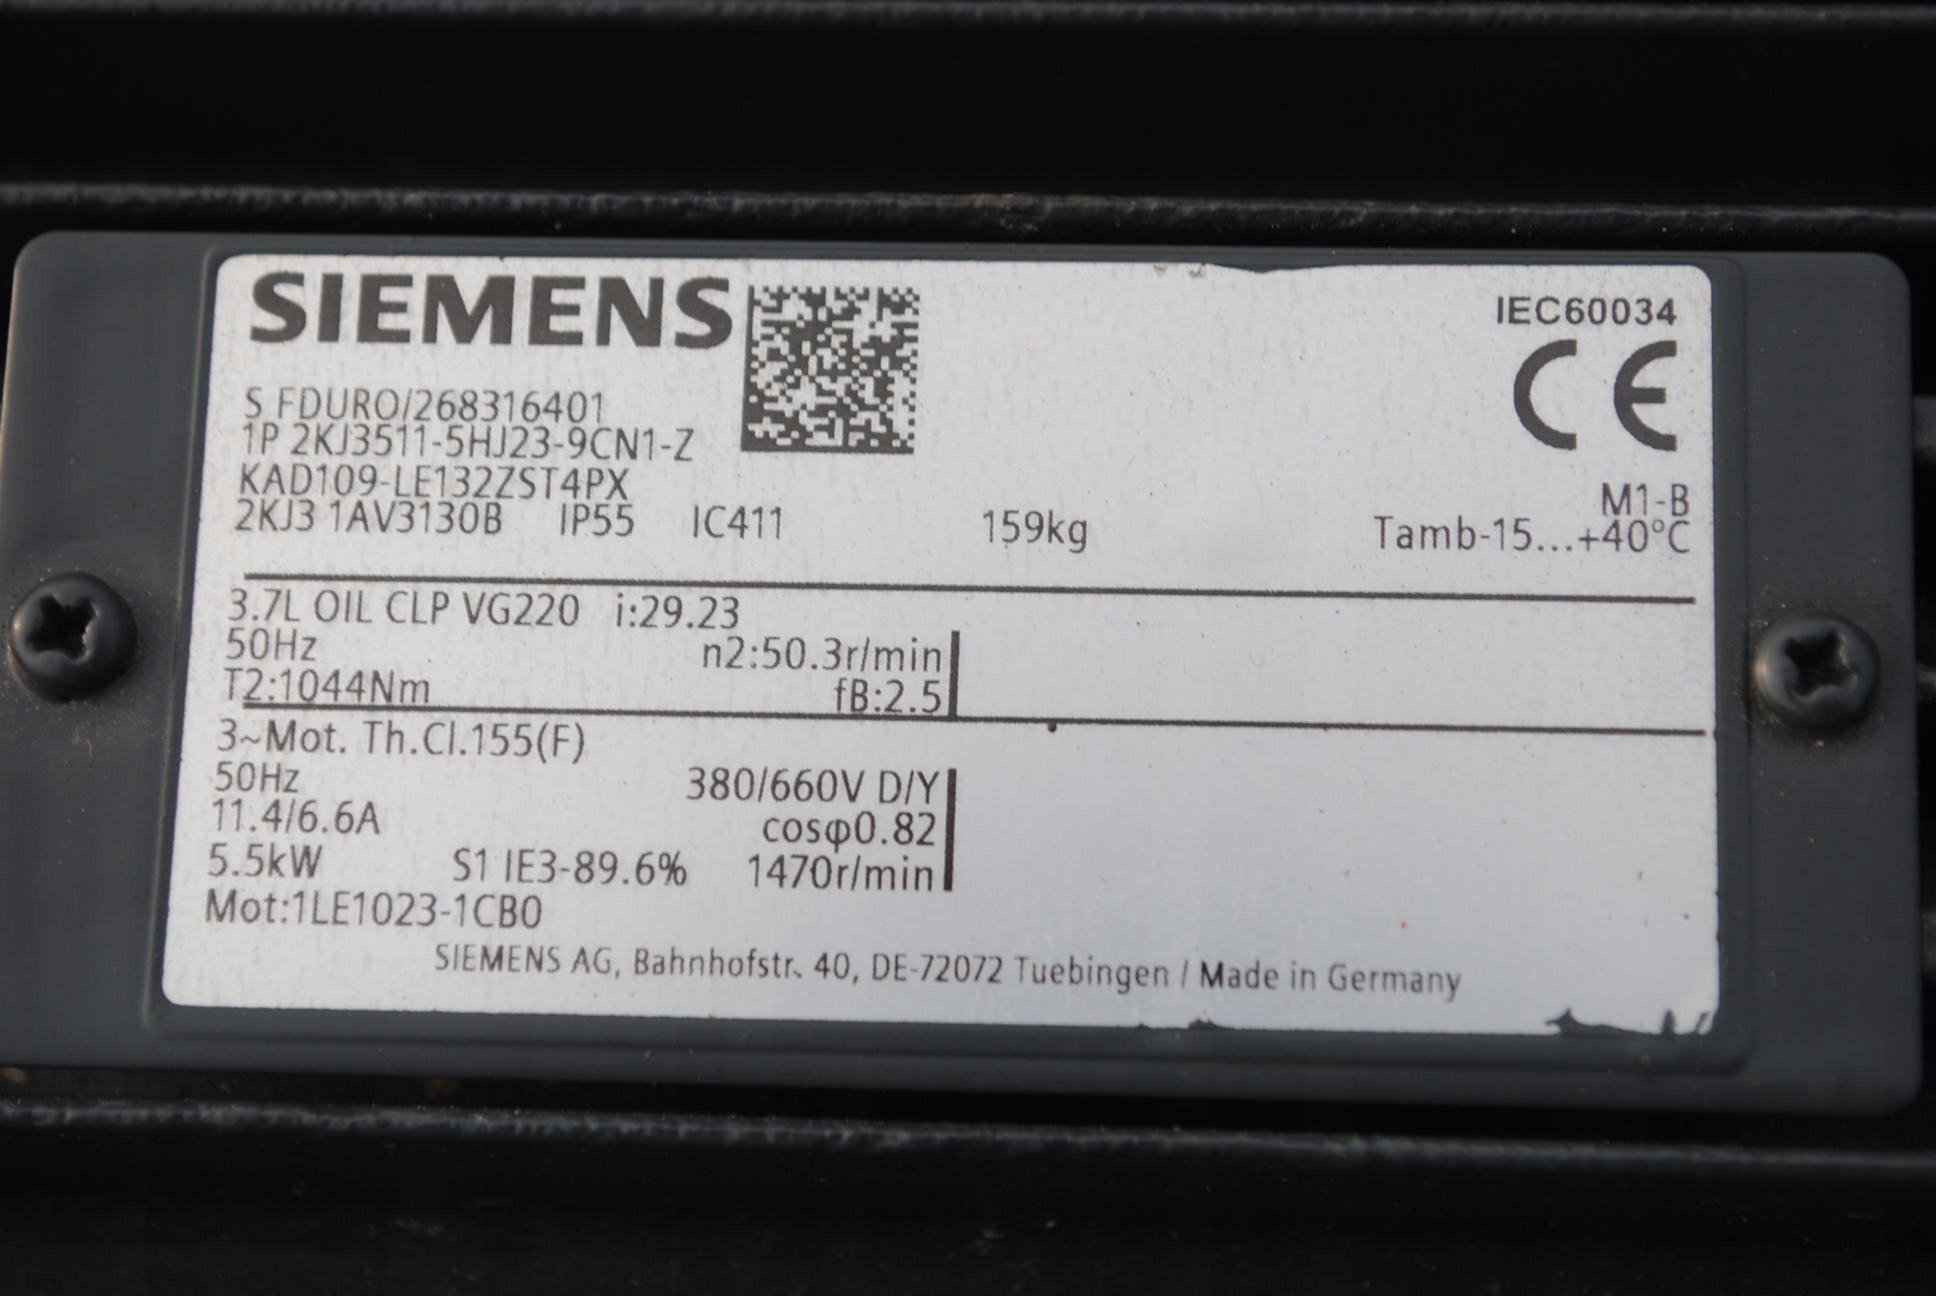 SIEMENS
IEC60034
CE
S FDURO/268316401
1P 2KJ3511-5HJ23-9CN1-Z
KAD109-LE132ZST4PX
M1-B
2KJ3 1AV3130B IP55 IC411 159kg Tamb-15...+40°C
3.7L OIL CLP VG220 i:29.23
50Hz n2:50.3r/min
T2:1044Nm fB:2.5
3~Mot. Th.Cl.155(F)
50Hz 380/660V D/Y
11.4/6.6A cosφ0.82
5.5kW S1 IE3-89.6% 1470r/min
Mot:1LE1023-1CB0
SIEMENS AG, Bahnhofstr. 40, DE-72072 Tuebingen / Made in Germany